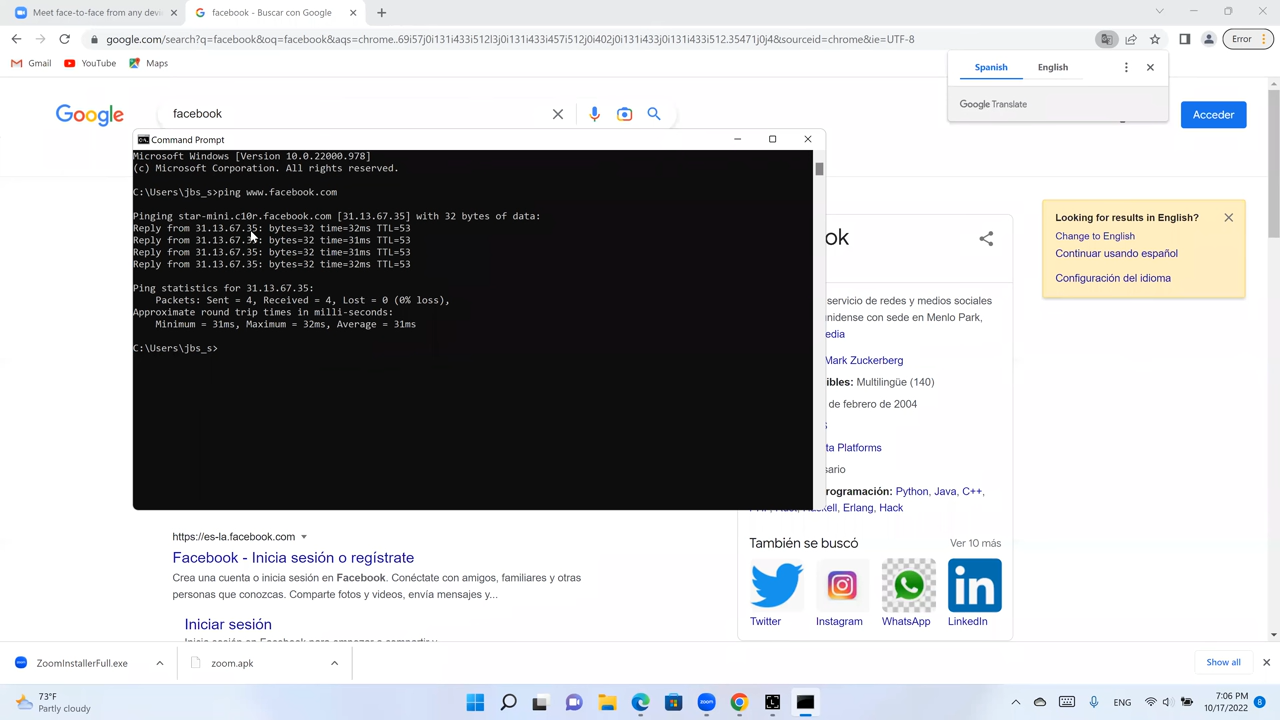 Meet face-to-face from any devi
facebook - Buscar con Google
google.com/search?q=facebook&oq=facebook&aqs=chrome..69i57j0i131i433i512l3j0i131i433i457i512j0i402j0i131i433j0i131i433i512.35471j0j4&sourceid=chrome&ie=UTF-8
Error
Gmail
YouTube
Maps
Spanish
English
Google Translate
Google
facebook
Acceder
Command Prompt
Microsoft Windows [Version 10.0.22000.978]
(c) Microsoft Corporation. All rights reserved.
C:\Users\jbs_s>ping www.facebook.com
Pinging star-mini.c10r.facebook.com [31.13.67.35] with 32 bytes of data:
Reply from 31.13.67.35: bytes=32 time=32ms TTL=53
Reply from 31.13.67.35: bytes=32 time=31ms TTL=53
Reply from 31.13.67.35: bytes=32 time=31ms TTL=53
Reply from 31.13.67.35: bytes=32 time=32ms TTL=53
Ping statistics for 31.13.67.35:
Packets: Sent = 4, Received = 4, Lost = 0 (0% loss),
Approximate round trip times in milli-seconds:
Minimum = 31ms, Maximum = 32ms, Average = 31ms
C:\Users\jbs_s>
ok
Looking for results in English?
Change to English
Continuar usando español
Configuración del idioma
servicio de redes y medios sociales
nidense con sede en Menlo Park,
edia
Mark Zuckerberg
ibles: Multilingüe (140)
de febrero de 2004
ta Platforms
sario
rogramación: Python, Java, C++,
kell, Erlang, Hack
https://es-la.facebook.com
Facebook - Inicia sesión o regístrate
Crea una cuenta o inicia sesión en Facebook. Conéctate con amigos, familiares y otras
personas que conozcas. Comparte fotos y videos, envía mensajes y...
Iniciar sesión
También se buscó
Ver 10 más
Twitter
Instagram
WhatsApp
LinkedIn
ZoomInstallerFull.exe
zoom.apk
Show all
73°F
Partly cloudy
zoom
ENG
7:06 PM
10/17/2022
8